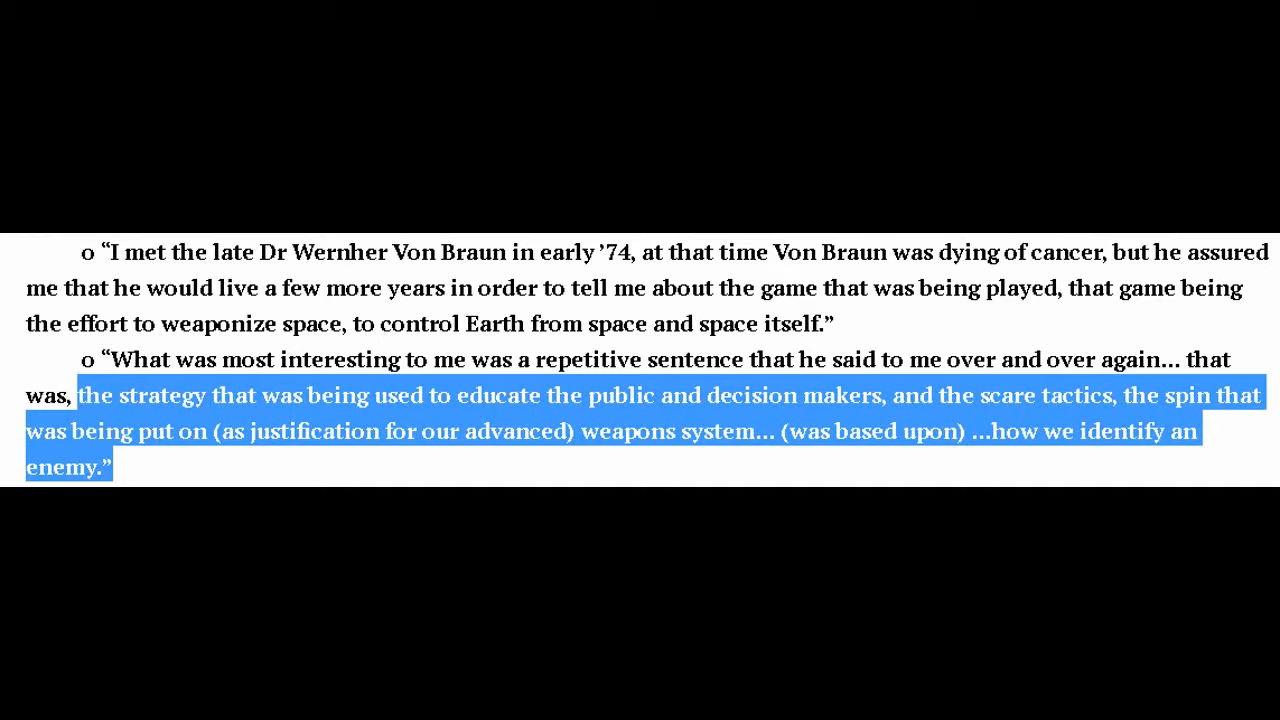 o “I met the late Dr Wernher Von Braun in early ’74, at that time Von Braun was dying of cancer, but he assured
me that he would live a few more years in order to tell me about the game that was being played, that game being
the effort to weaponize space, to control Earth from space and space itself.”
o “What was most interesting to me was a repetitive sentence that he said to me over and over again… that
was, the strategy that was being used to educate the public and decision makers, and the scare tactics, the spin that
was being put on (as justification for our advanced) weapons system… (was based upon) …how we identify an
enemy.”